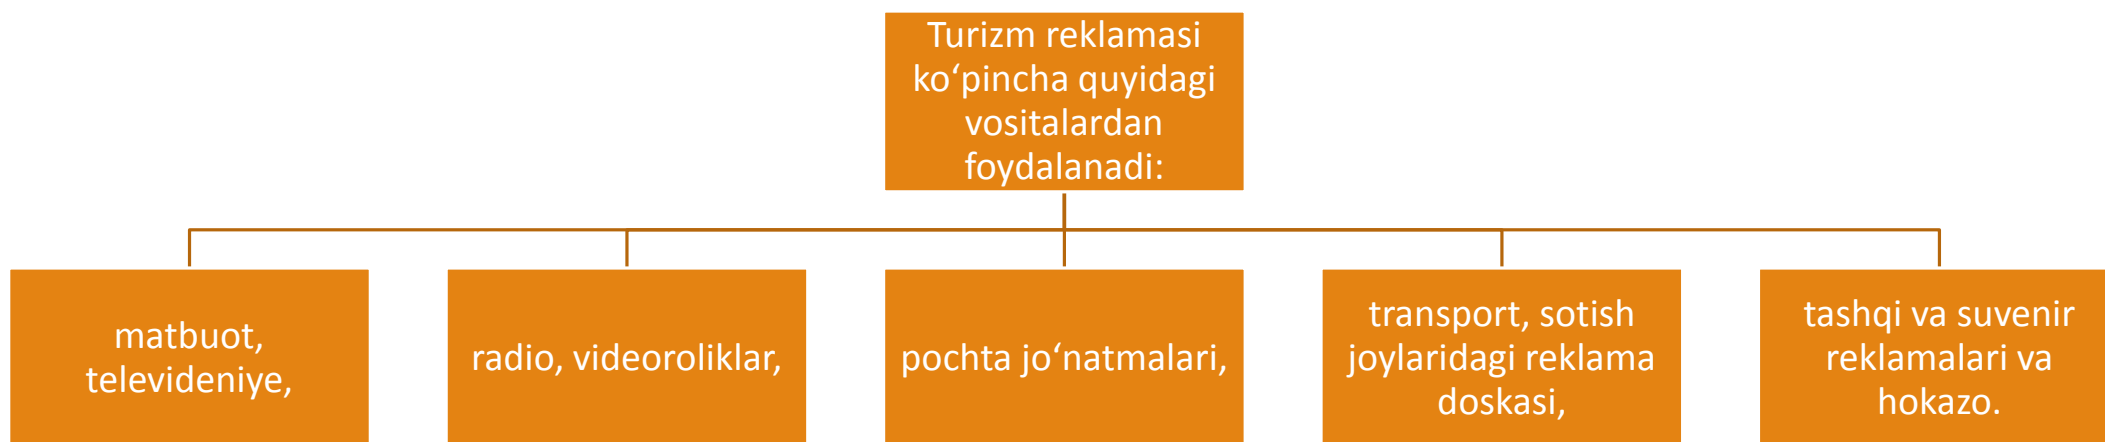 Turizm reklamasi
ko‘pincha quyidagi
vositalardan
foydalanadi:
matbuot,
televideniye,
radio, videoroliklar,
pochta jo‘natmalari,
transport, sotish
joylaridagi reklama
doskasi,
tashqi va suvenir
reklamalari va
hokazo.